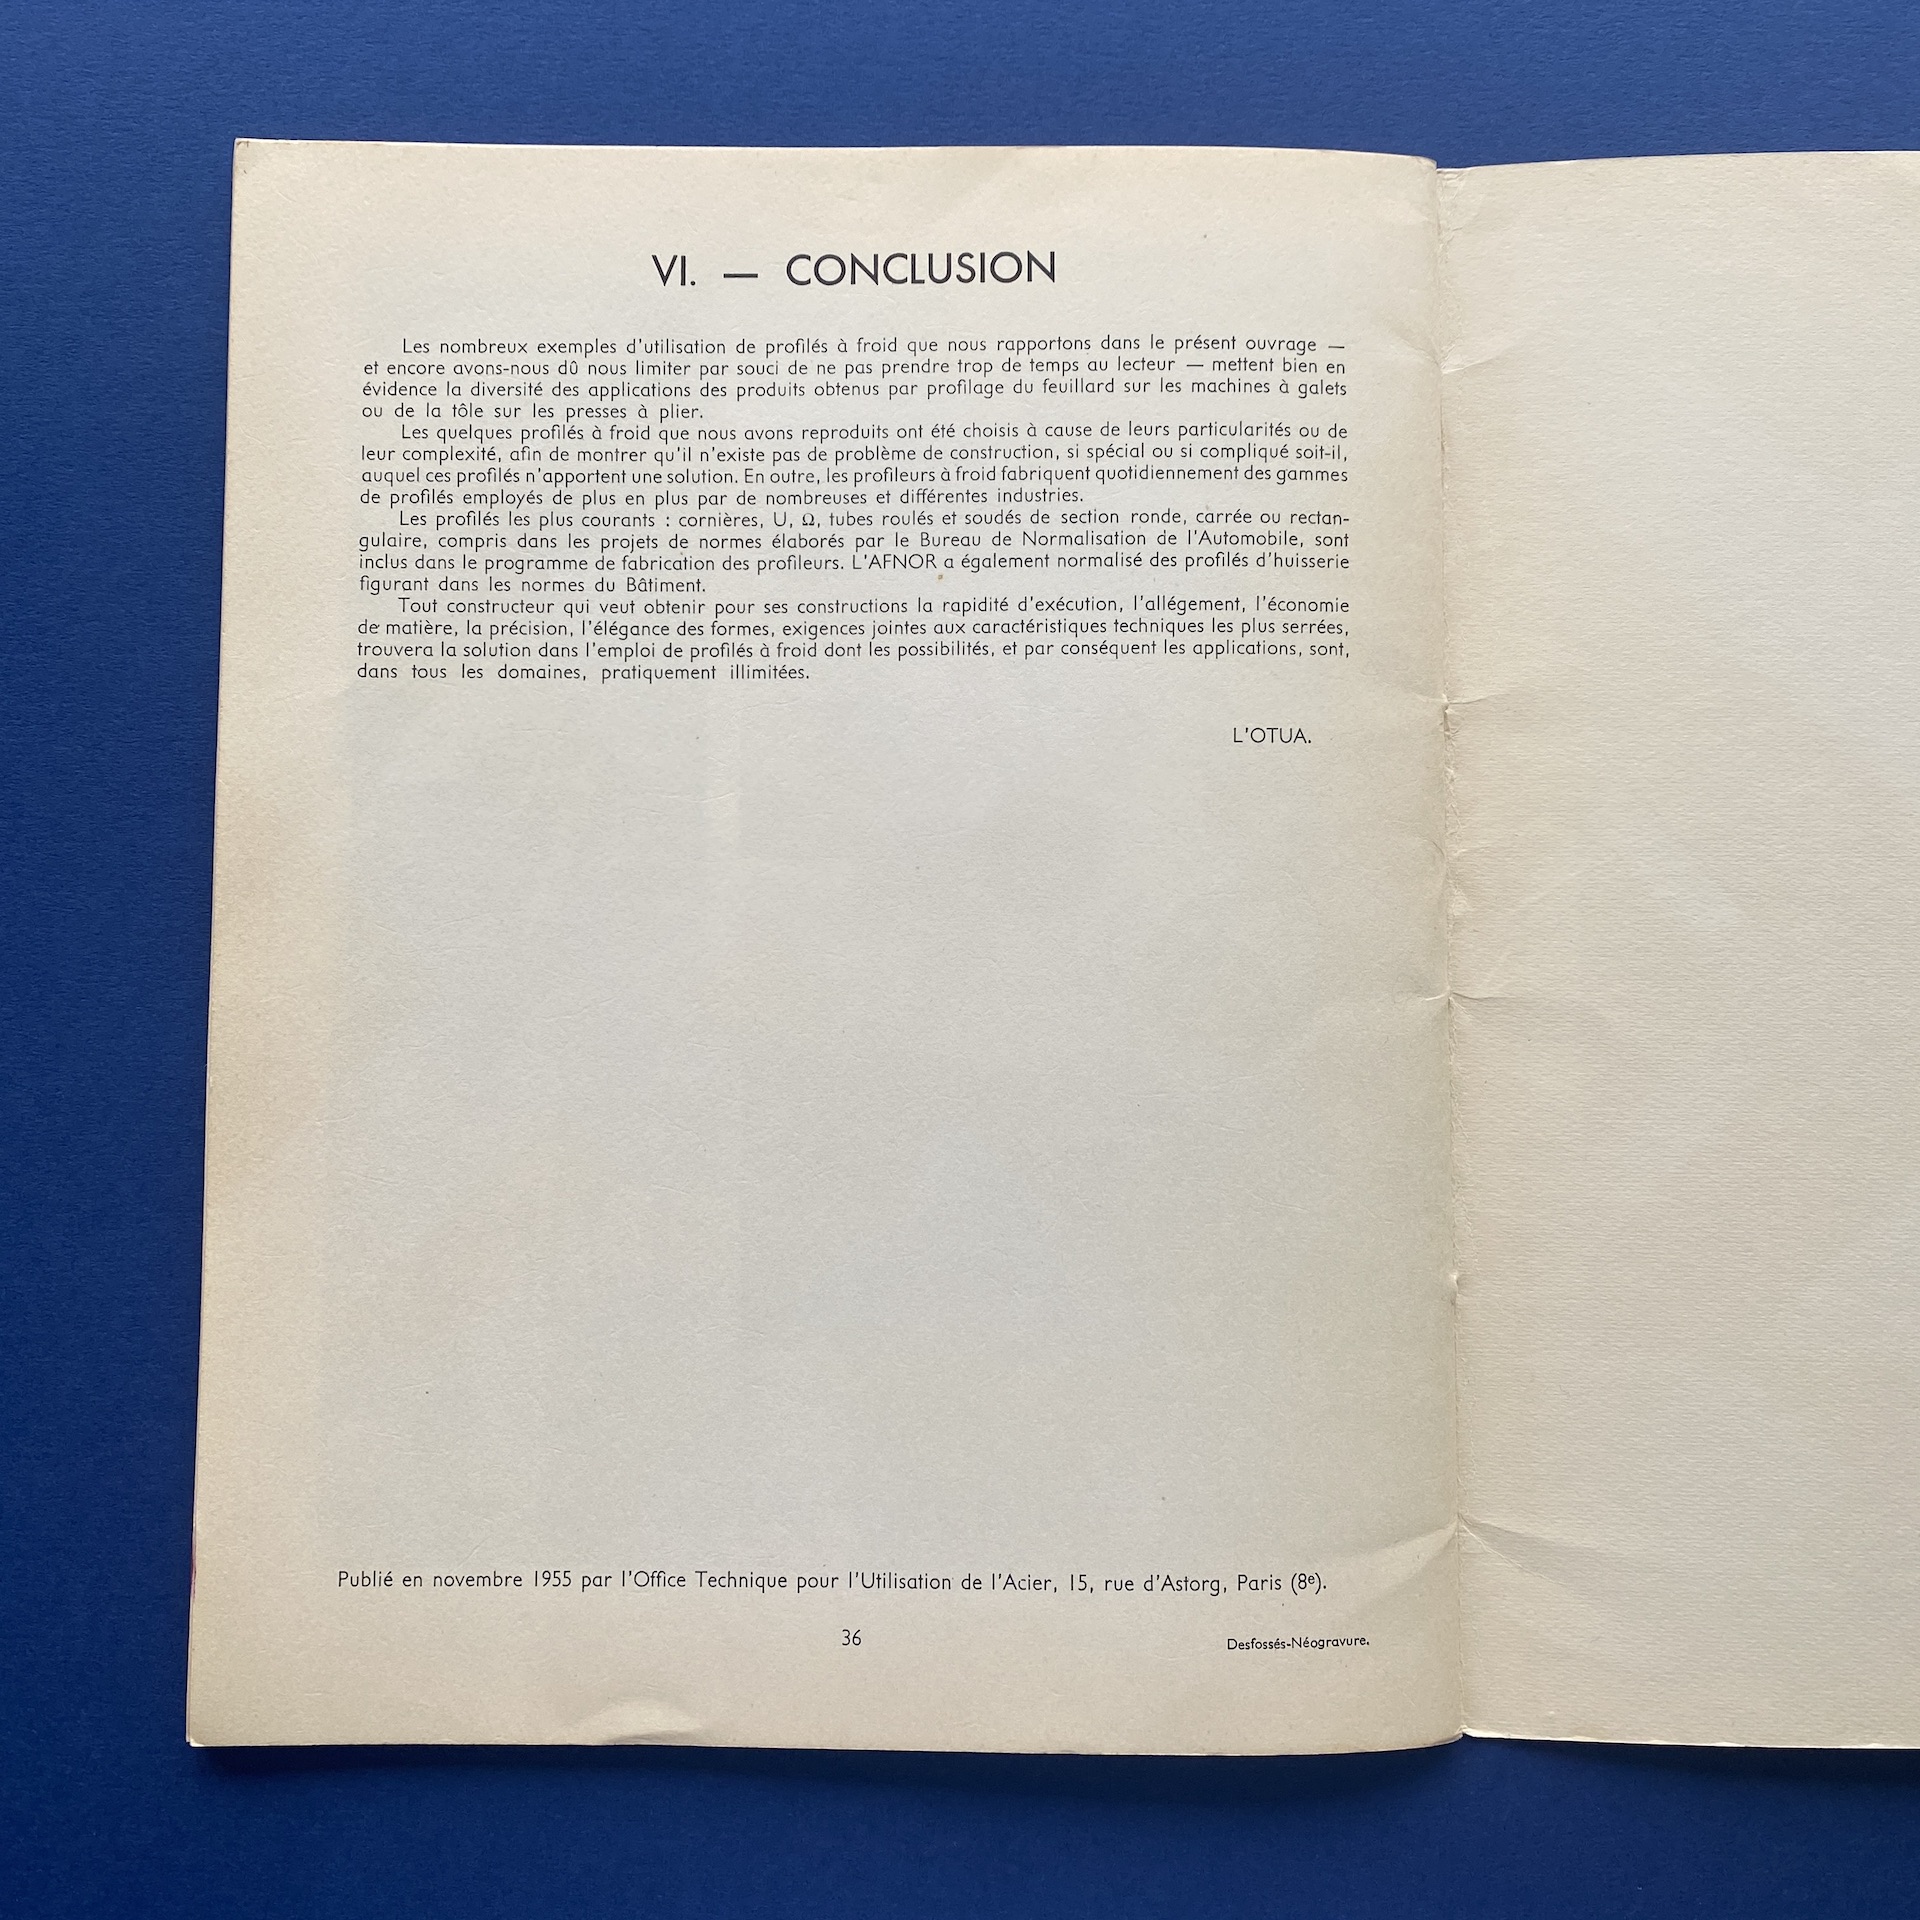 VI. — CONCLUSION
Les nombreux exemples d'utilisation de profilés à froid que nous rapportons dans le présent ouvrage —
et encore avons-nous dû nous limiter par souci de ne pas prendre trop de temps au lecteur — mettent bien en
évidence la diversité des applications des produits obtenus par profilage du feuillard sur les machines à galets
ou de la tôle sur les presses à plier.
Les quelques profilés à froid que nous avons reproduits ont été choisis à cause de leurs particularités ou de
leur complexité, afin de montrer qu'il n'existe pas de problème de construction, si spécial ou si compliqué soit-il,
auquel ces profilés n'apportent une solution. En outre, les profileurs à froid fabriquent quotidiennement des gammes
de profilés employés de plus en plus par de nombreuses et différentes industries.
Les profilés les plus courants : cornières, U, Ω, tubes roulés et soudés de section ronde, carrée ou rectan-
gulaire, compris dans les projets de normes élaborés par le Bureau de Normalisation de l'Automobile, sont
inclus dans le programme de fabrication des profileurs. L'AFNOR a également normalisé des profilés d'huisserie
figurant dans les normes du Bâtiment.
Tout constructeur qui veut obtenir pour ses constructions la rapidité d'exécution, l'allégement, l'économie
de matière, la précision, l'élégance des formes, exigences jointes aux caractéristiques techniques les plus serrées,
trouvera la solution dans l'emploi de profilés à froid dont les possibilités, et par conséquent les applications, sont,
dans tous les domaines, pratiquement illimitées.
L'OTUA.
Publié en novembre 1955 par l'Office Technique pour l'Utilisation de l'Acier, 15, rue d'Astorg, Paris (8e).
36
Desfossés-Néogravure.